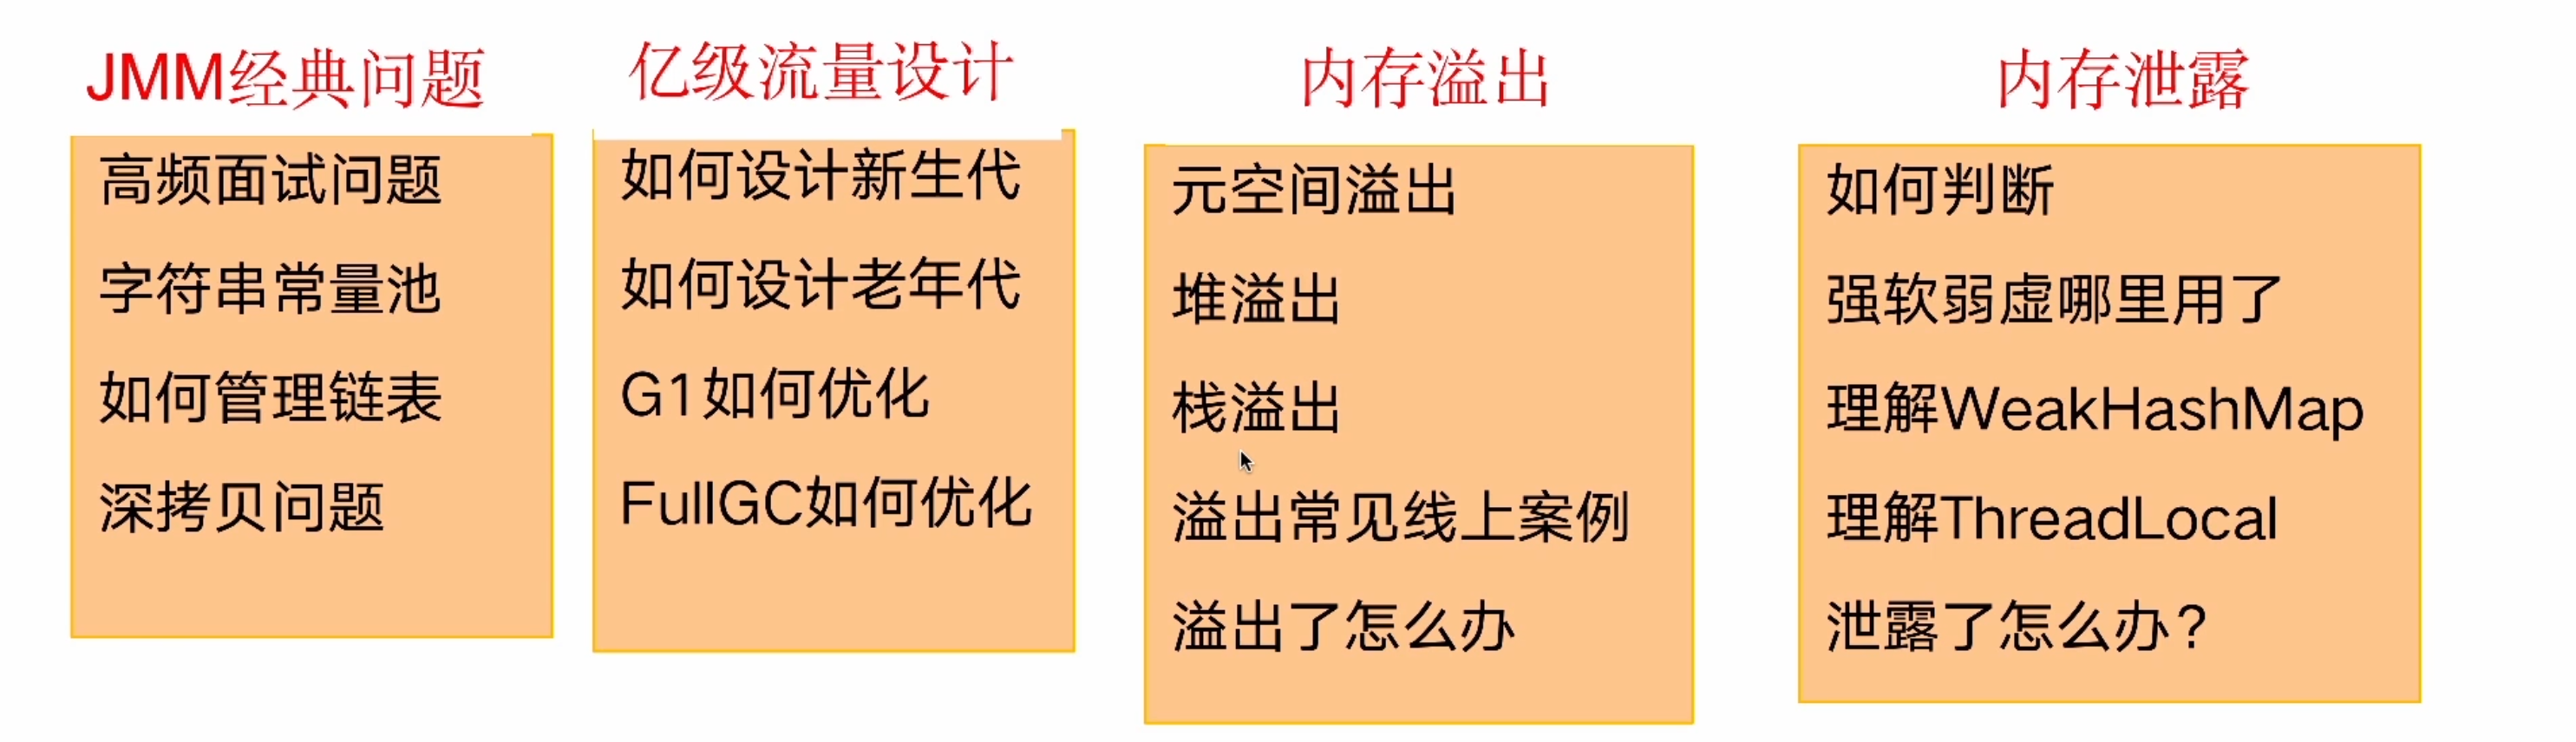 JMM经典问题
高频面试问题
字符串常量池
如何管理链表
深拷贝问题
亿级流量设计
如何设计新生代
如何设计老年代
G1如何优化
FullGC如何优化
内存溢出
元空间溢出
堆溢出
栈溢出
溢出常见线上案例
溢出了怎么办
内存泄露
如何判断
强软弱虚哪里用了
理解WeakHashMap
理解ThreadLocal
泄露了怎么办？